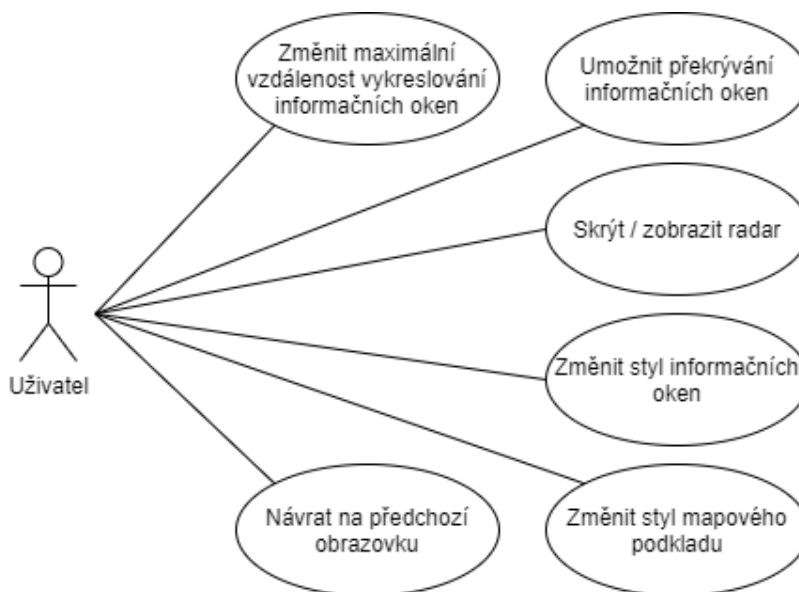 Změnit maximální
vzdálenost vykreslování
informačních oken
Umožnit překrývání
informačních oken
Skrýt / zobrazit radar
Uživatel
Změnit styl informačních
oken
Návrat na předchozí
obrazovku
Změnit styl mapového
podkladu